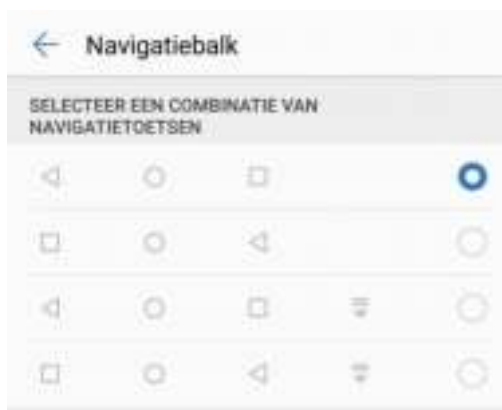 Navigatiebalk
SELECTEER EEN COMBINATIE VAN
NAVIGATIETOETSEN